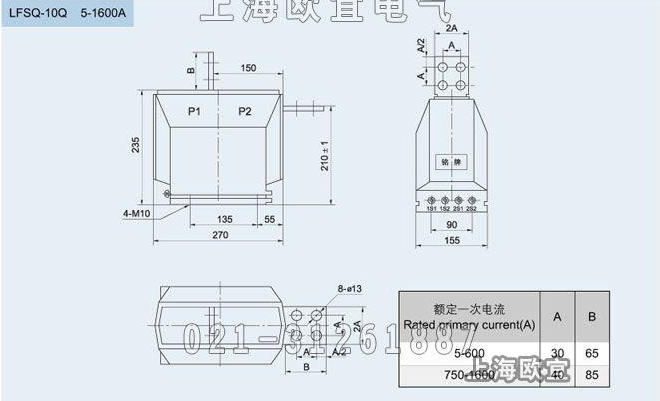 LFSQ-10Q 5-1600A
上海欧宜电气
B
150
P1 P2
235
210±1
4-M10
135
55
270
2A
A
A/2
A
铭牌
1S1 1S2 2S1 2S2
90
155
8-ø13
A
2A
A
A/2
B
021 31261887
额定一次电流
Rated primary current(A) A B
5-600 30 65
750-1600 40 85
上海欧宜